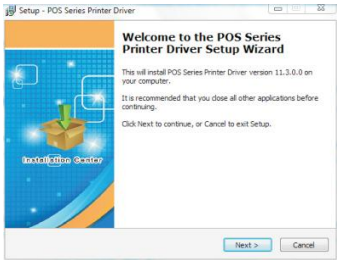 Setup - POS Series Printer Driver
Welcome to the POS Series
Printer Driver Setup Wizard
This will install POS Series Printer Driver version 11.3.0.0 on
your computer.
It is recommended that you close all other applications before
continuing.
Click Next to continue, or Cancel to exit Setup.
Installation Center
Next >
Cancel